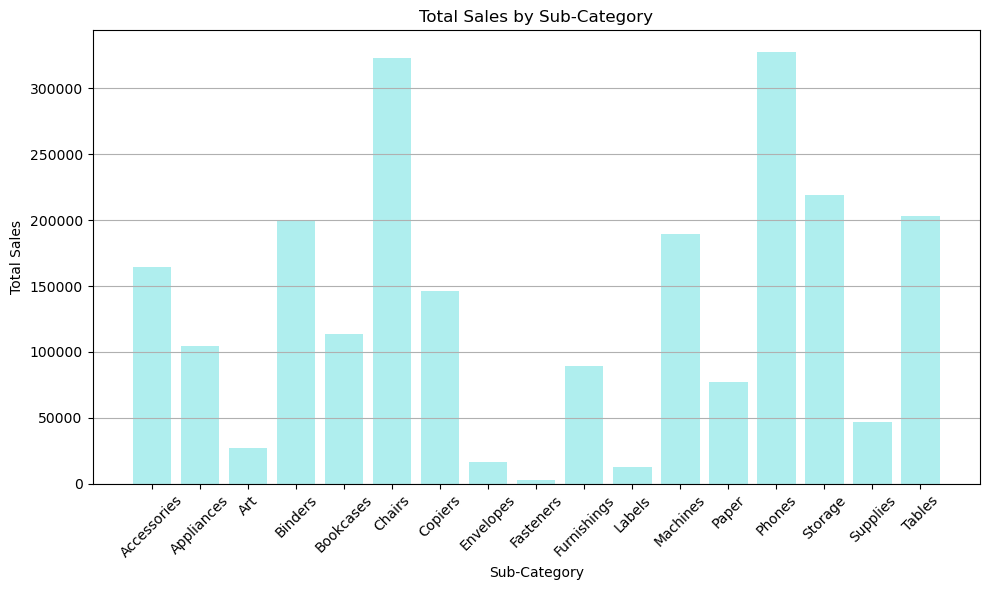 Total Sales by Sub-Category
Total Sales
300000
250000
200000
150000
100000
50000
0
Accessories
Appliances
Art
Binders
Bookcases
Chairs
Copiers
Envelopes
Fasteners
Furnishings
Labels
Machines
Paper
Phones
Storage
Supplies
Tables
Sub-Category